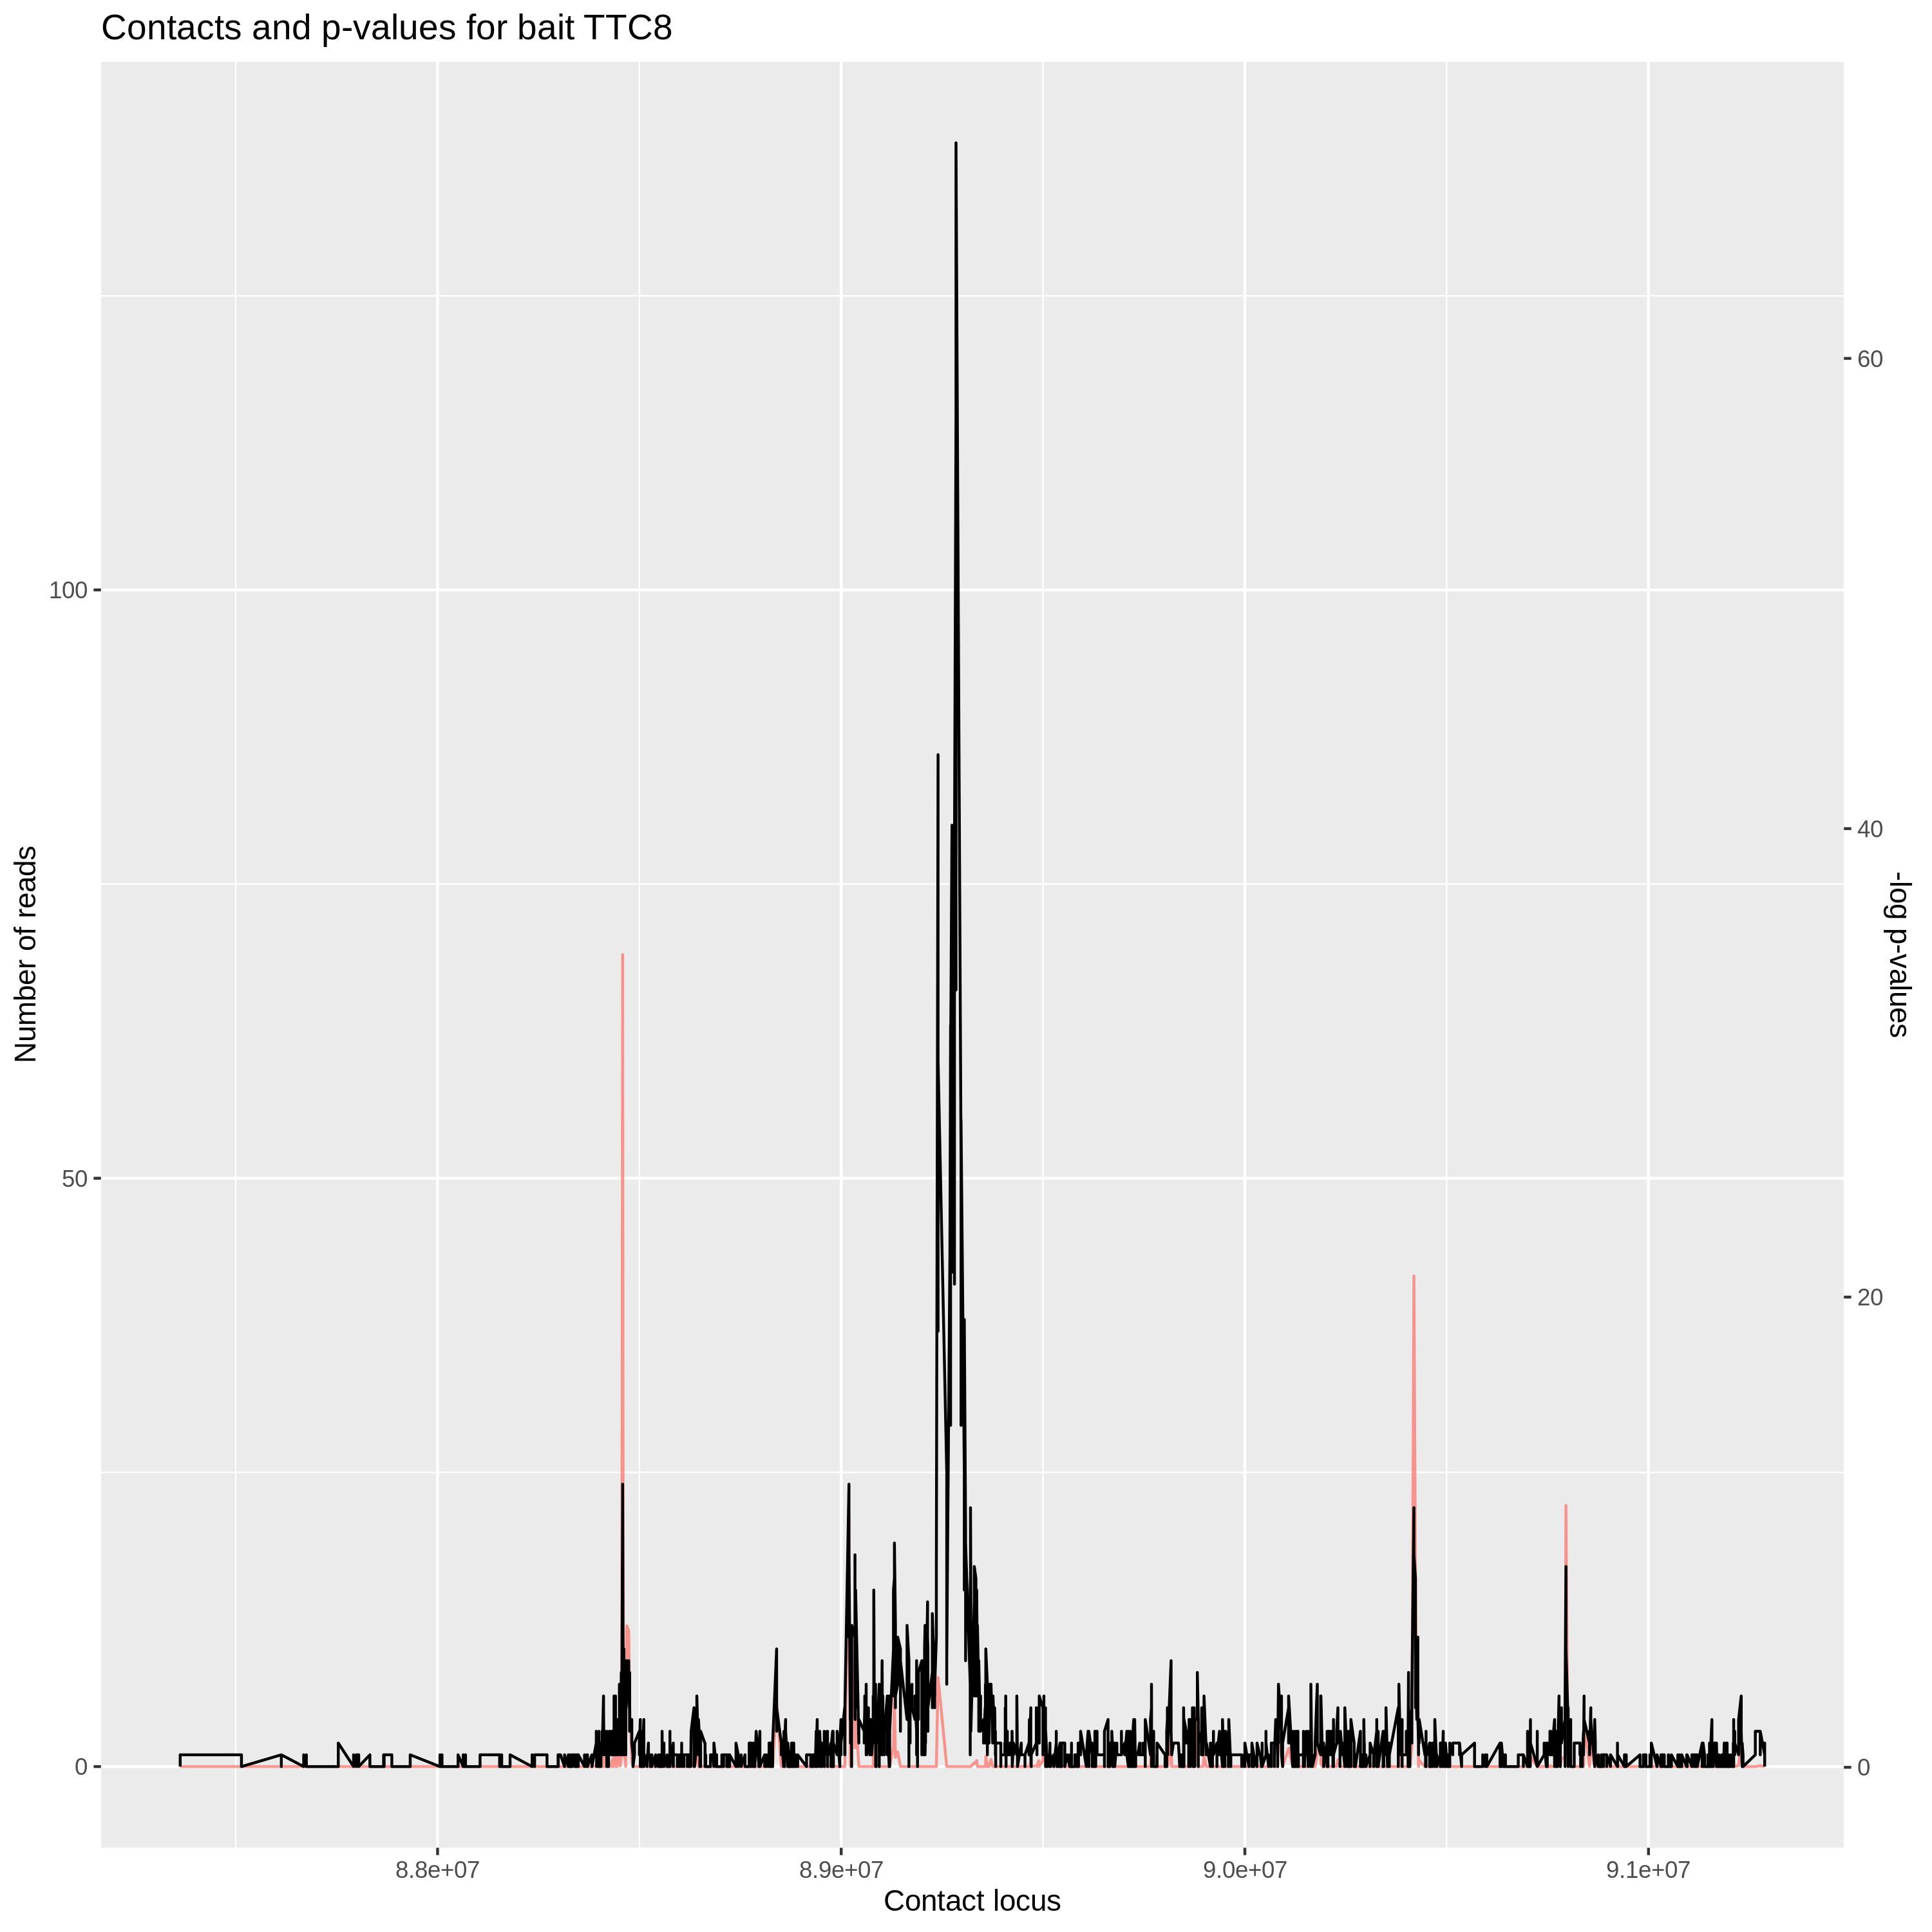 Contacts and p-values for bait TTC8
Number of reads
100
50
0
60
40
20
0
-log p-values
8.8e+07
8.9e+07
9.0e+07
9.1e+07
Contact locus